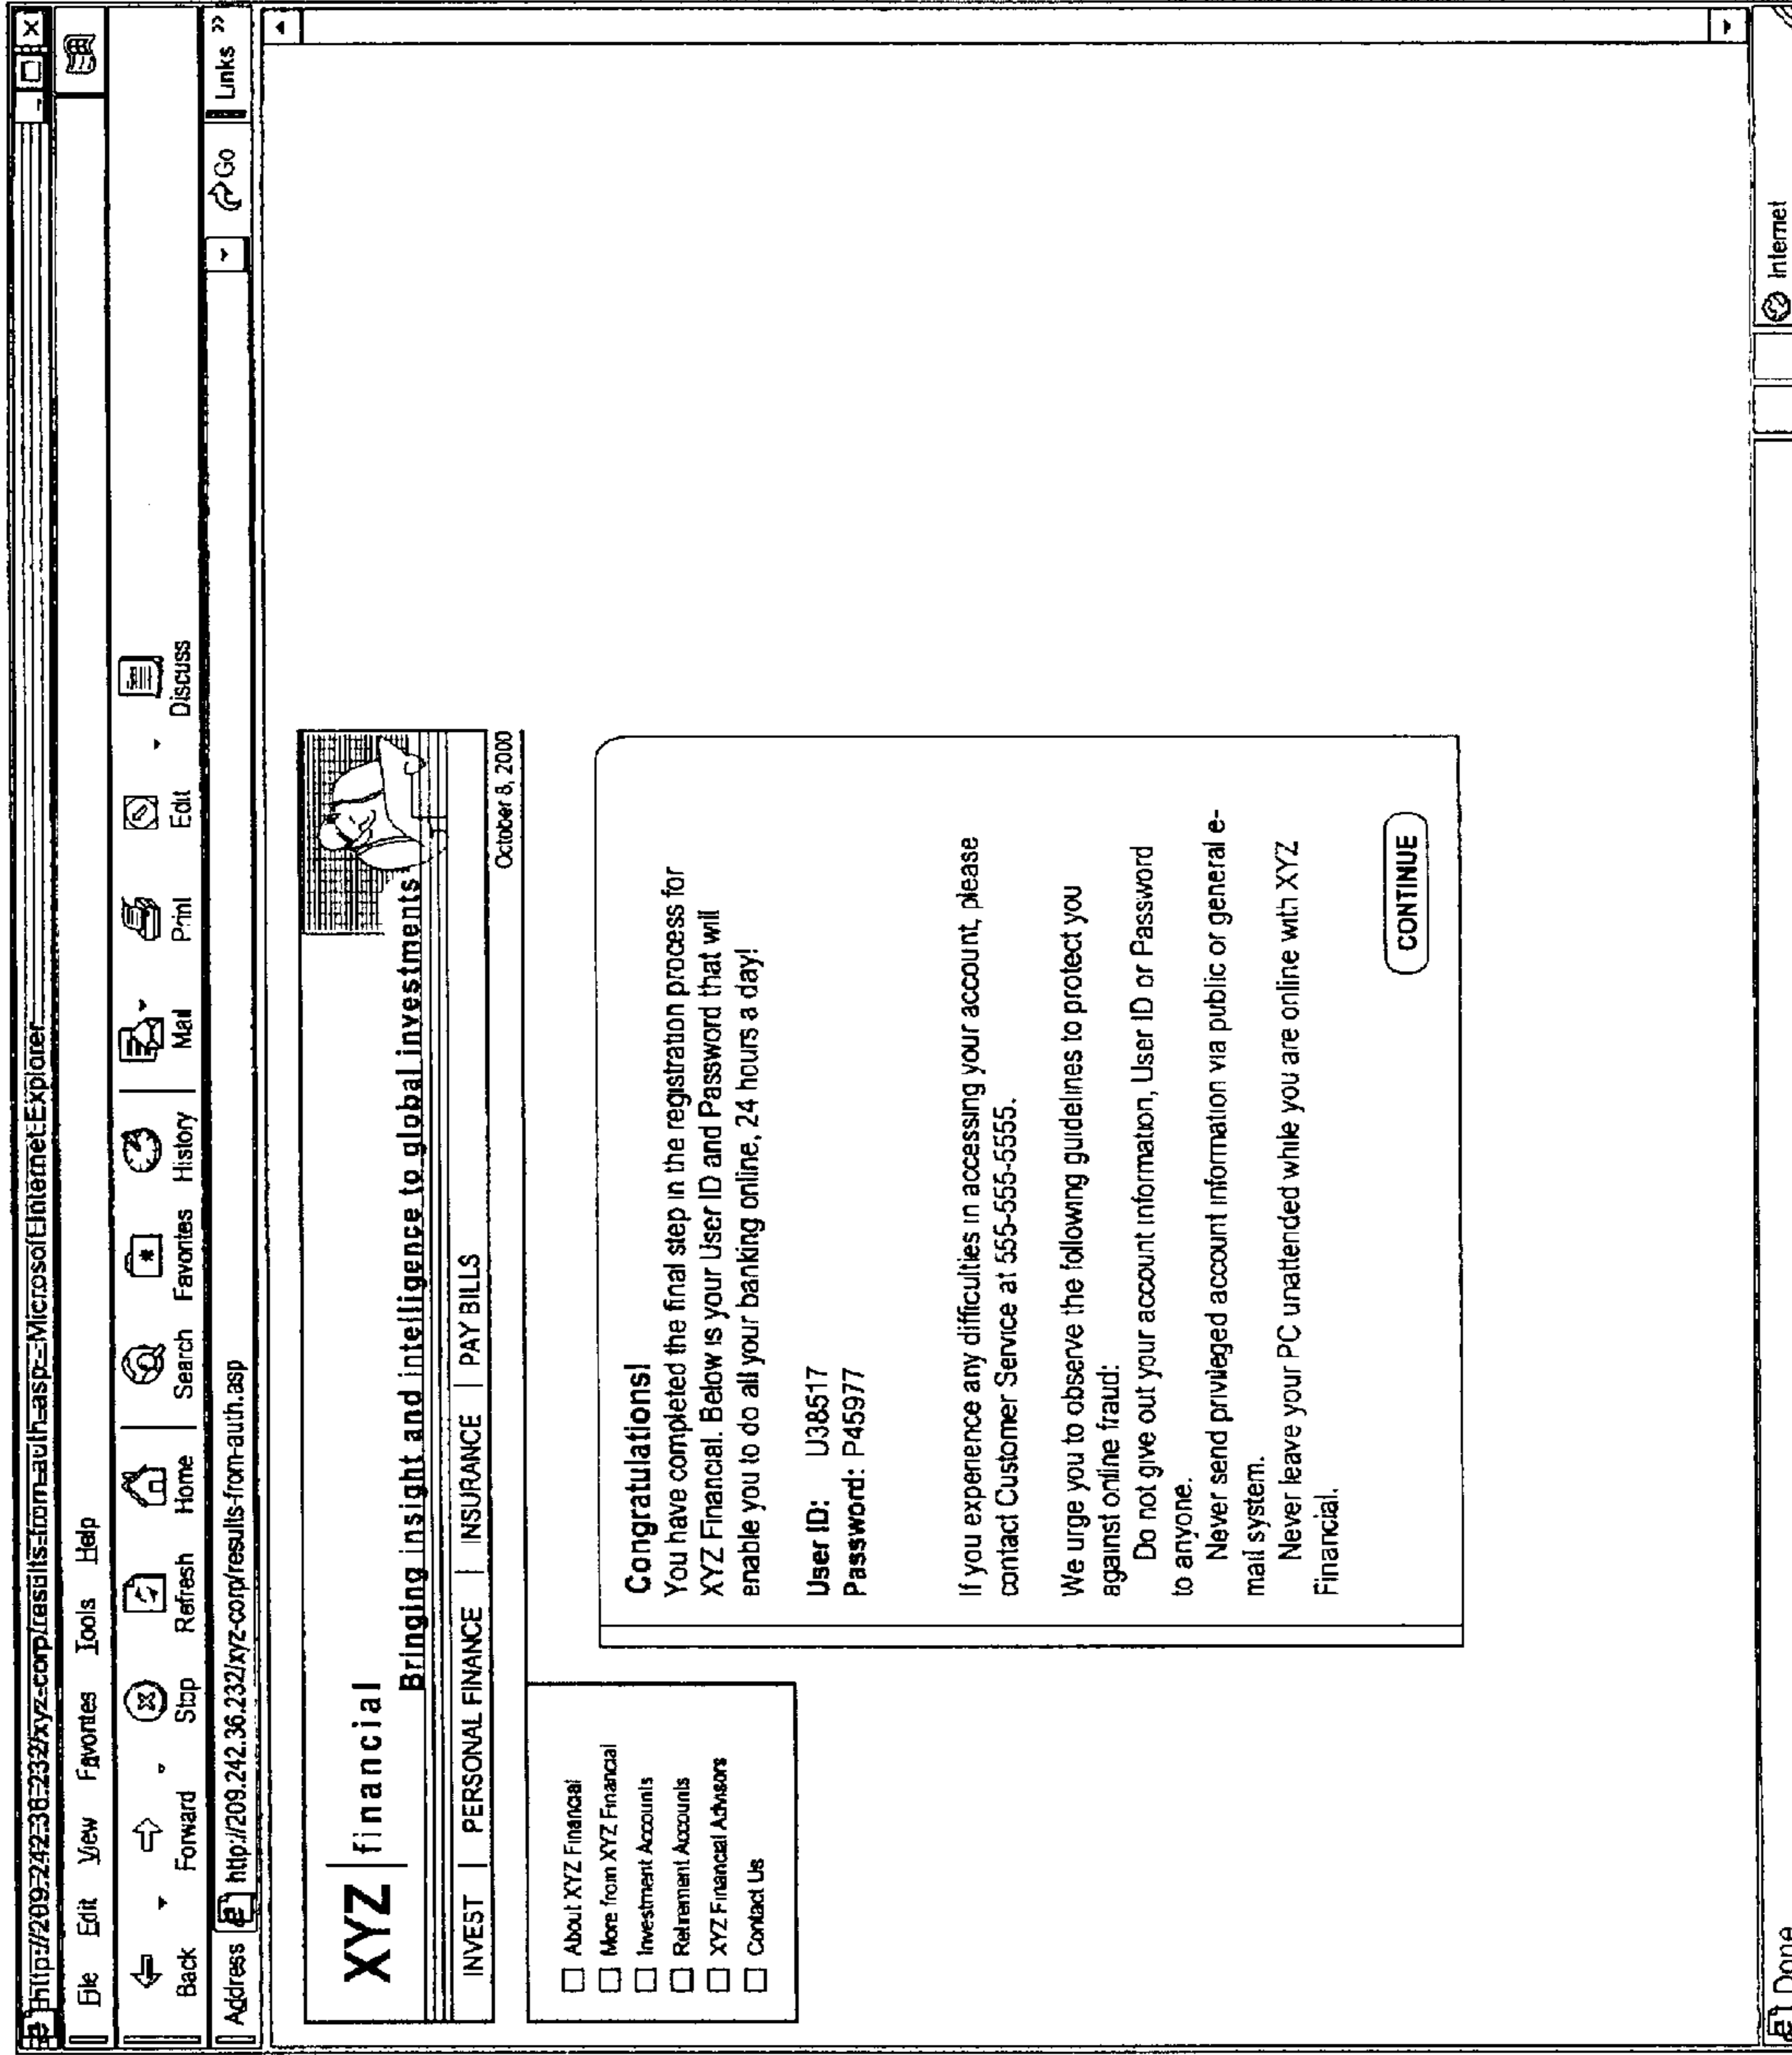 http://209.242.36.232/xyz-corp/results-from-auth.asp - Microsoft Internet Explorer
File Edit View Favorites Tools Help
Back Forward Stop Refresh Home Search Favorites History Mail Print Edit Discuss
Address http://209.242.36.232/xyz-corp/results-from-auth.asp Go Links »
XYZ financial
Bringing insight and intelligence to global investments
INVEST | PERSONAL FINANCE | INSURANCE | PAY BILLS
October 8, 2000
About XYZ Financial
More from XYZ Financial
Investment Accounts
Retirement Accounts
XYZ Financial Advisors
Contact Us
Congratulations!
You have completed the final step in the registration process for
XYZ Financial. Below is your User ID and Password that will
enable you to do all your banking online, 24 hours a day!
User ID: U38517
Password: P45977
If you experience any difficulties in accessing your account, please
contact Customer Service at 555-555-5555.
We urge you to observe the following guidelines to protect you
against online fraud:
Do not give out your account information, User ID or Password
to anyone.
Never send privileged account information via public or general e-
mail system.
Never leave your PC unattended while you are online with XYZ
Financial.
CONTINUE
Done Internet